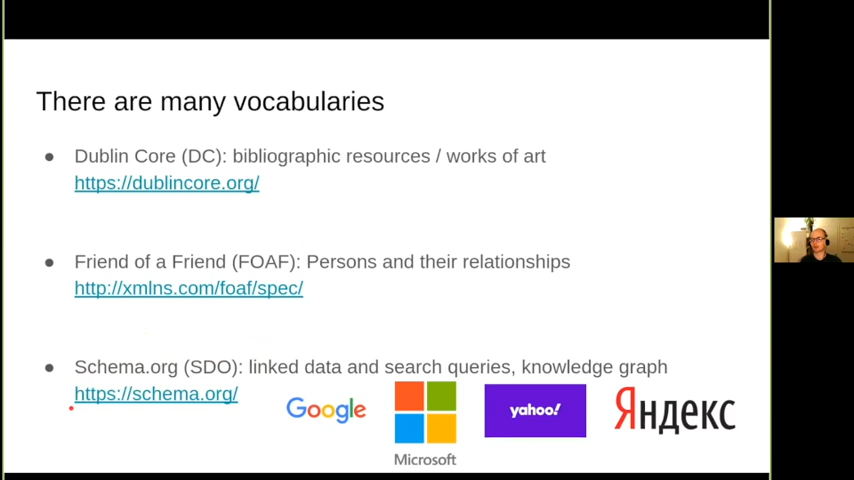 There are many vocabularies
Dublin Core (DC): bibliographic resources / works of art
https://dublincore.org/
Friend of a Friend (FOAF): Persons and their relationships
http://xmlns.com/foaf/spec/
Schema.org (SDO): linked data and search queries, knowledge graph
https://schema.org/
Google
yahoo!
Яндекс
Microsoft